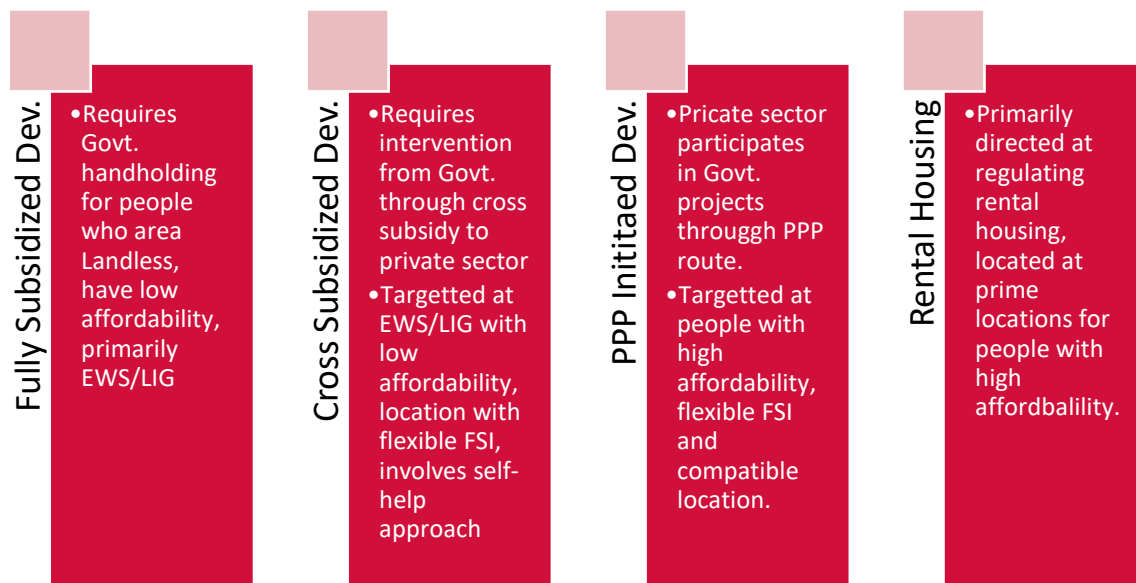 Fully Subsidized Dev.
•Requires
Govt.
handholding
for people
who area
Landless,
have low
affordability,
primarily
EWS/LIG
Cross Subsidized Dev.
•Requires
intervention
from Govt.
through cross
subsidy to
private sector
•Targetted at
EWS/LIG with
low
affordability,
location with
flexible FSI,
involves self-
help
approach
PPP Inititaed Dev.
•Pricate sector
participates
in Govt.
projects
througgh PPP
route.
•Targetted at
people with
high
affordability,
flexible FSI
and
compatible
location.
Rental Housing
•Primarily
directed at
regulating
rental
housing,
located at
prime
locations for
people with
high
affordbalility.